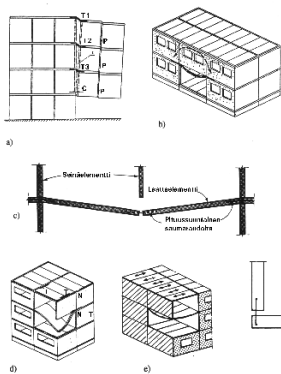 T1
T2
P
T3
P
C
P
a)
b)
Seinäelementti
Laattaelementti
Pituussuuntainen
saumaraudoitus
c)
N
N
T
d)
e)